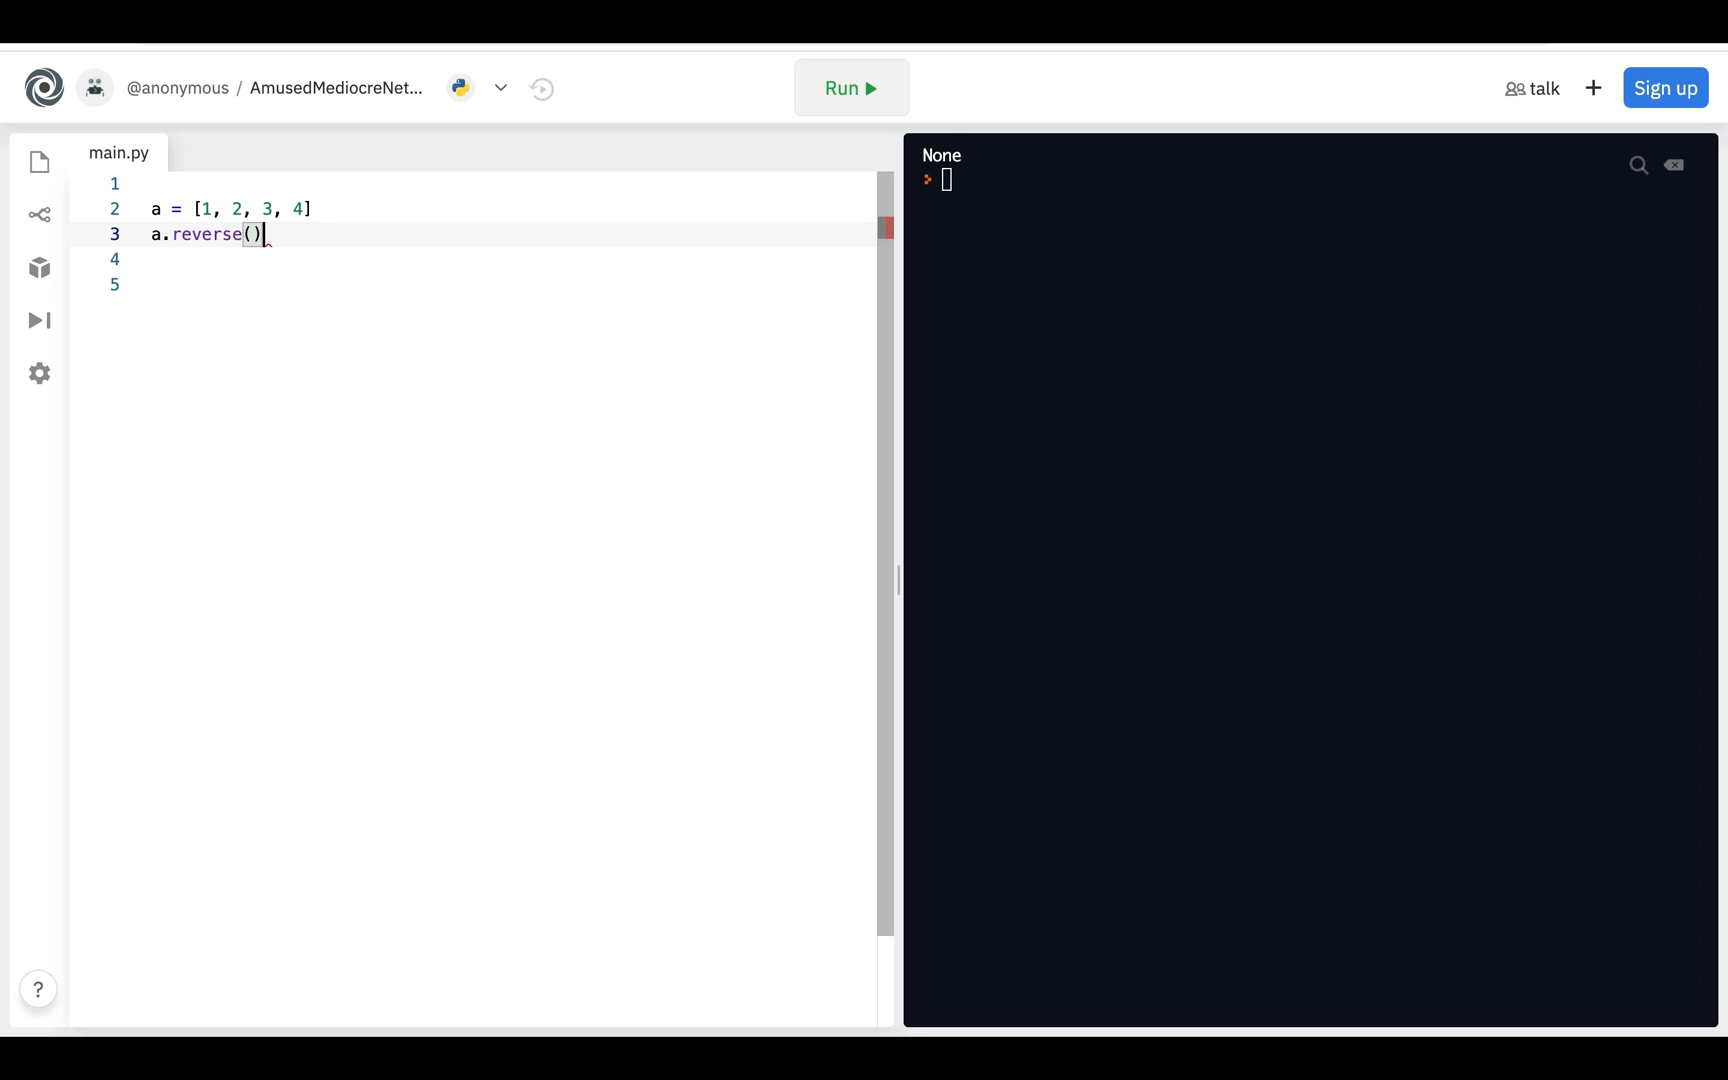 @anonymous / AmusedMediocreNet...
Run
talk
+
Sign up
main.py
None
1
2 a = [1, 2, 3, 4]
3 a.reverse()
4
5
?